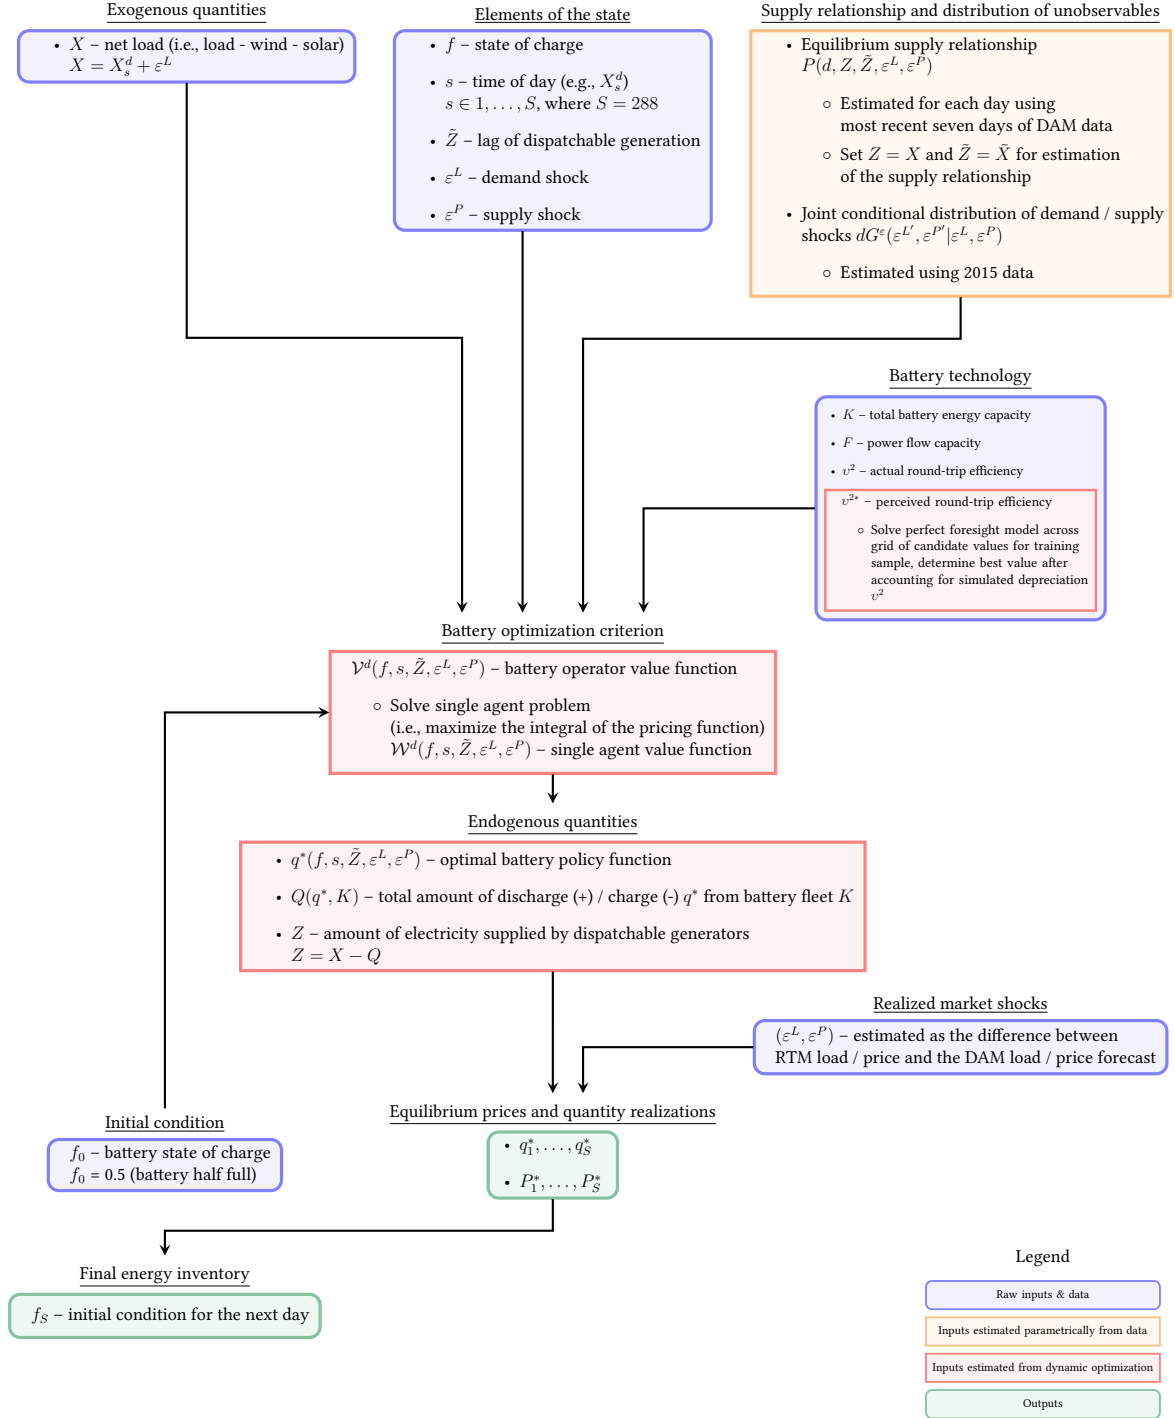 Exogenous quantities
• X – net load (i.e., load - wind - solar)
X = X_s^d + ε^L
Elements of the state
• f – state of charge
• s – time of day (e.g., X_s^d)
s ∈ 1, . . . , S, where S = 288
• Z̃ – lag of dispatchable generation
• ε^L – demand shock
• ε^P – supply shock
Supply relationship and distribution of unobservables
• Equilibrium supply relationship
P(d, Z, Z̃, ε^L, ε^P)
○ Estimated for each day using
most recent seven days of DAM data
○ Set Z = X and Z̃ = X̃ for estimation
of the supply relationship
• Joint conditional distribution of demand / supply
shocks dG^ε(ε^L′, ε^P′|ε^L, ε^P)
○ Estimated using 2015 data
Battery technology
• K – total battery energy capacity
• F – power flow capacity
• υ² – actual round-trip efficiency
υ²* – perceived round-trip efficiency
○ Solve perfect foresight model across
grid of candidate values for training
sample, determine best value after
accounting for simulated depreciation
υ²
Battery optimization criterion
𝒱^d(f, s, Z̃, ε^L, ε^P) – battery operator value function
○ Solve single agent problem
(i.e., maximize the integral of the pricing function)
𝒲^d(f, s, Z̃, ε^L, ε^P) – single agent value function
Endogenous quantities
• q*(f, s, Z̃, ε^L, ε^P) – optimal battery policy function
• Q(q*, K) – total amount of discharge (+) / charge (-) q* from battery fleet K
• Z – amount of electricity supplied by dispatchable generators
Z = X − Q
Realized market shocks
(ε^L, ε^P) – estimated as the difference between
RTM load / price and the DAM load / price forecast
Equilibrium prices and quantity realizations
• q_1^*, . . . , q_S^*
• P_1^*, . . . , P_S^*
Initial condition
f_0 – battery state of charge
f_0 = 0.5 (battery half full)
Final energy inventory
f_S – initial condition for the next day
Legend
Raw inputs & data
Inputs estimated parametrically from data
Inputs estimated from dynamic optimization
Outputs